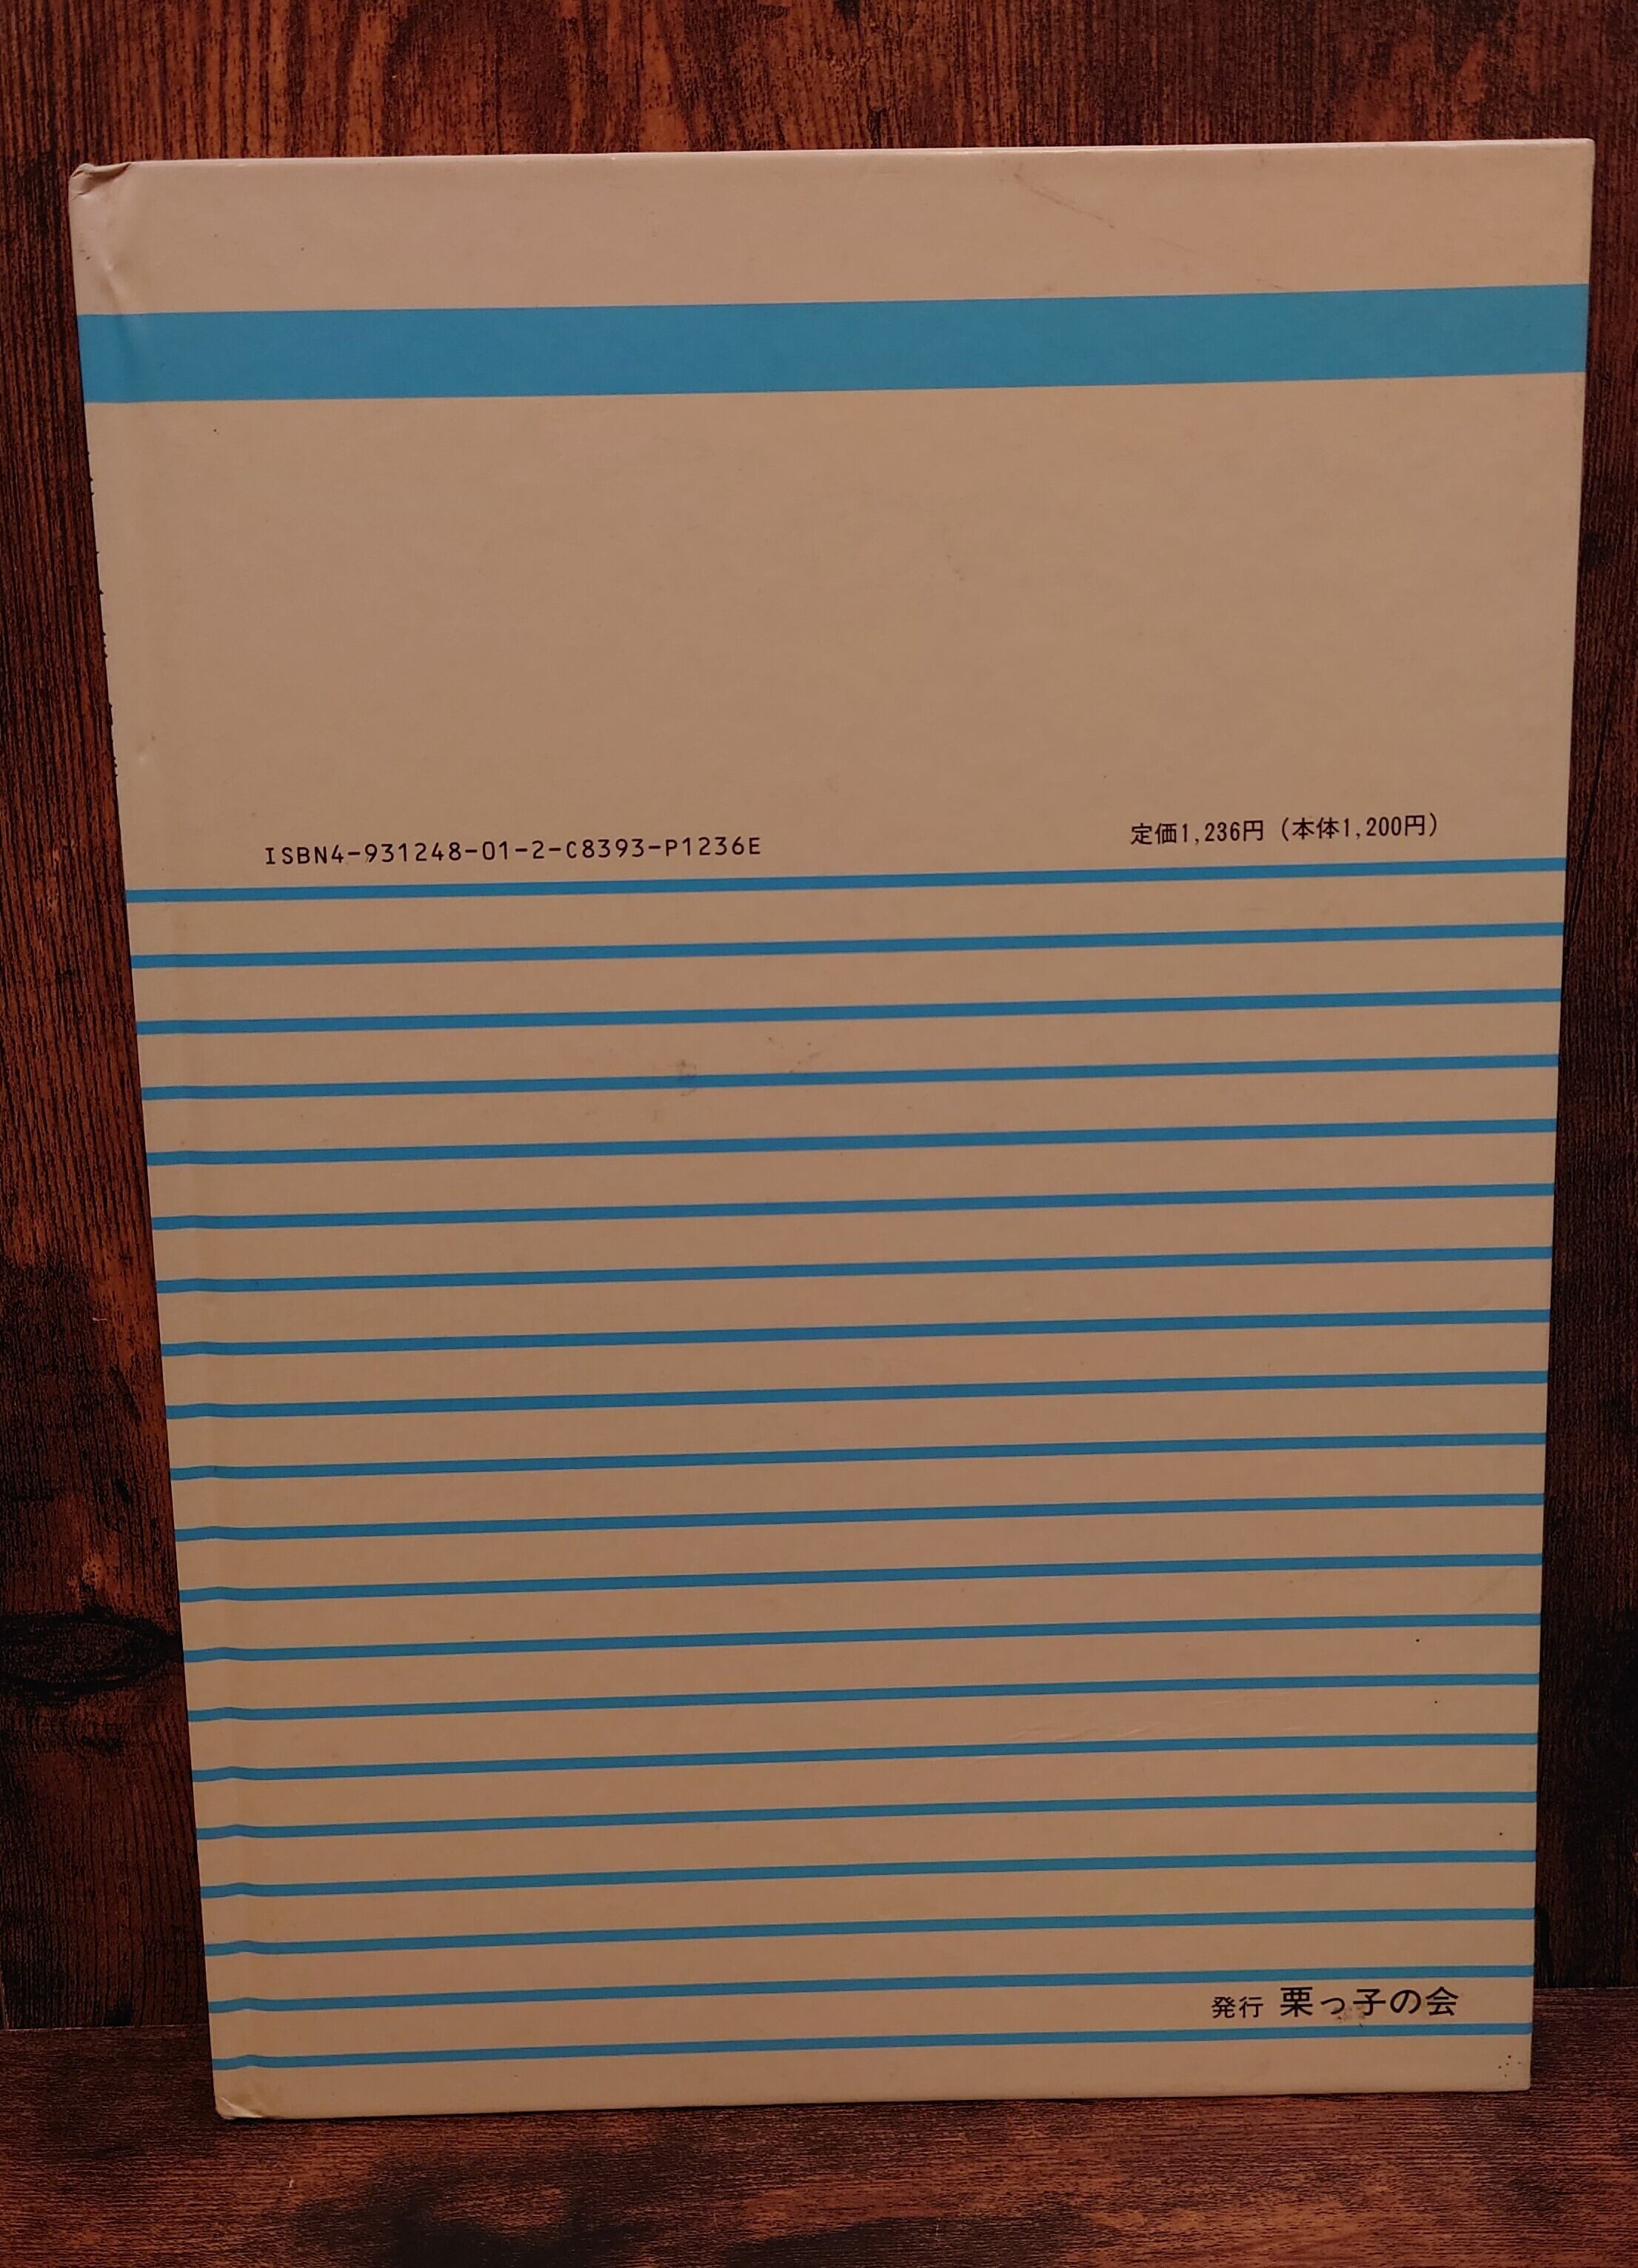 ISBN4-931248-01-2-C8393-P1236E
定価1,236円（本体1,200円）
発行 栗っ子の会